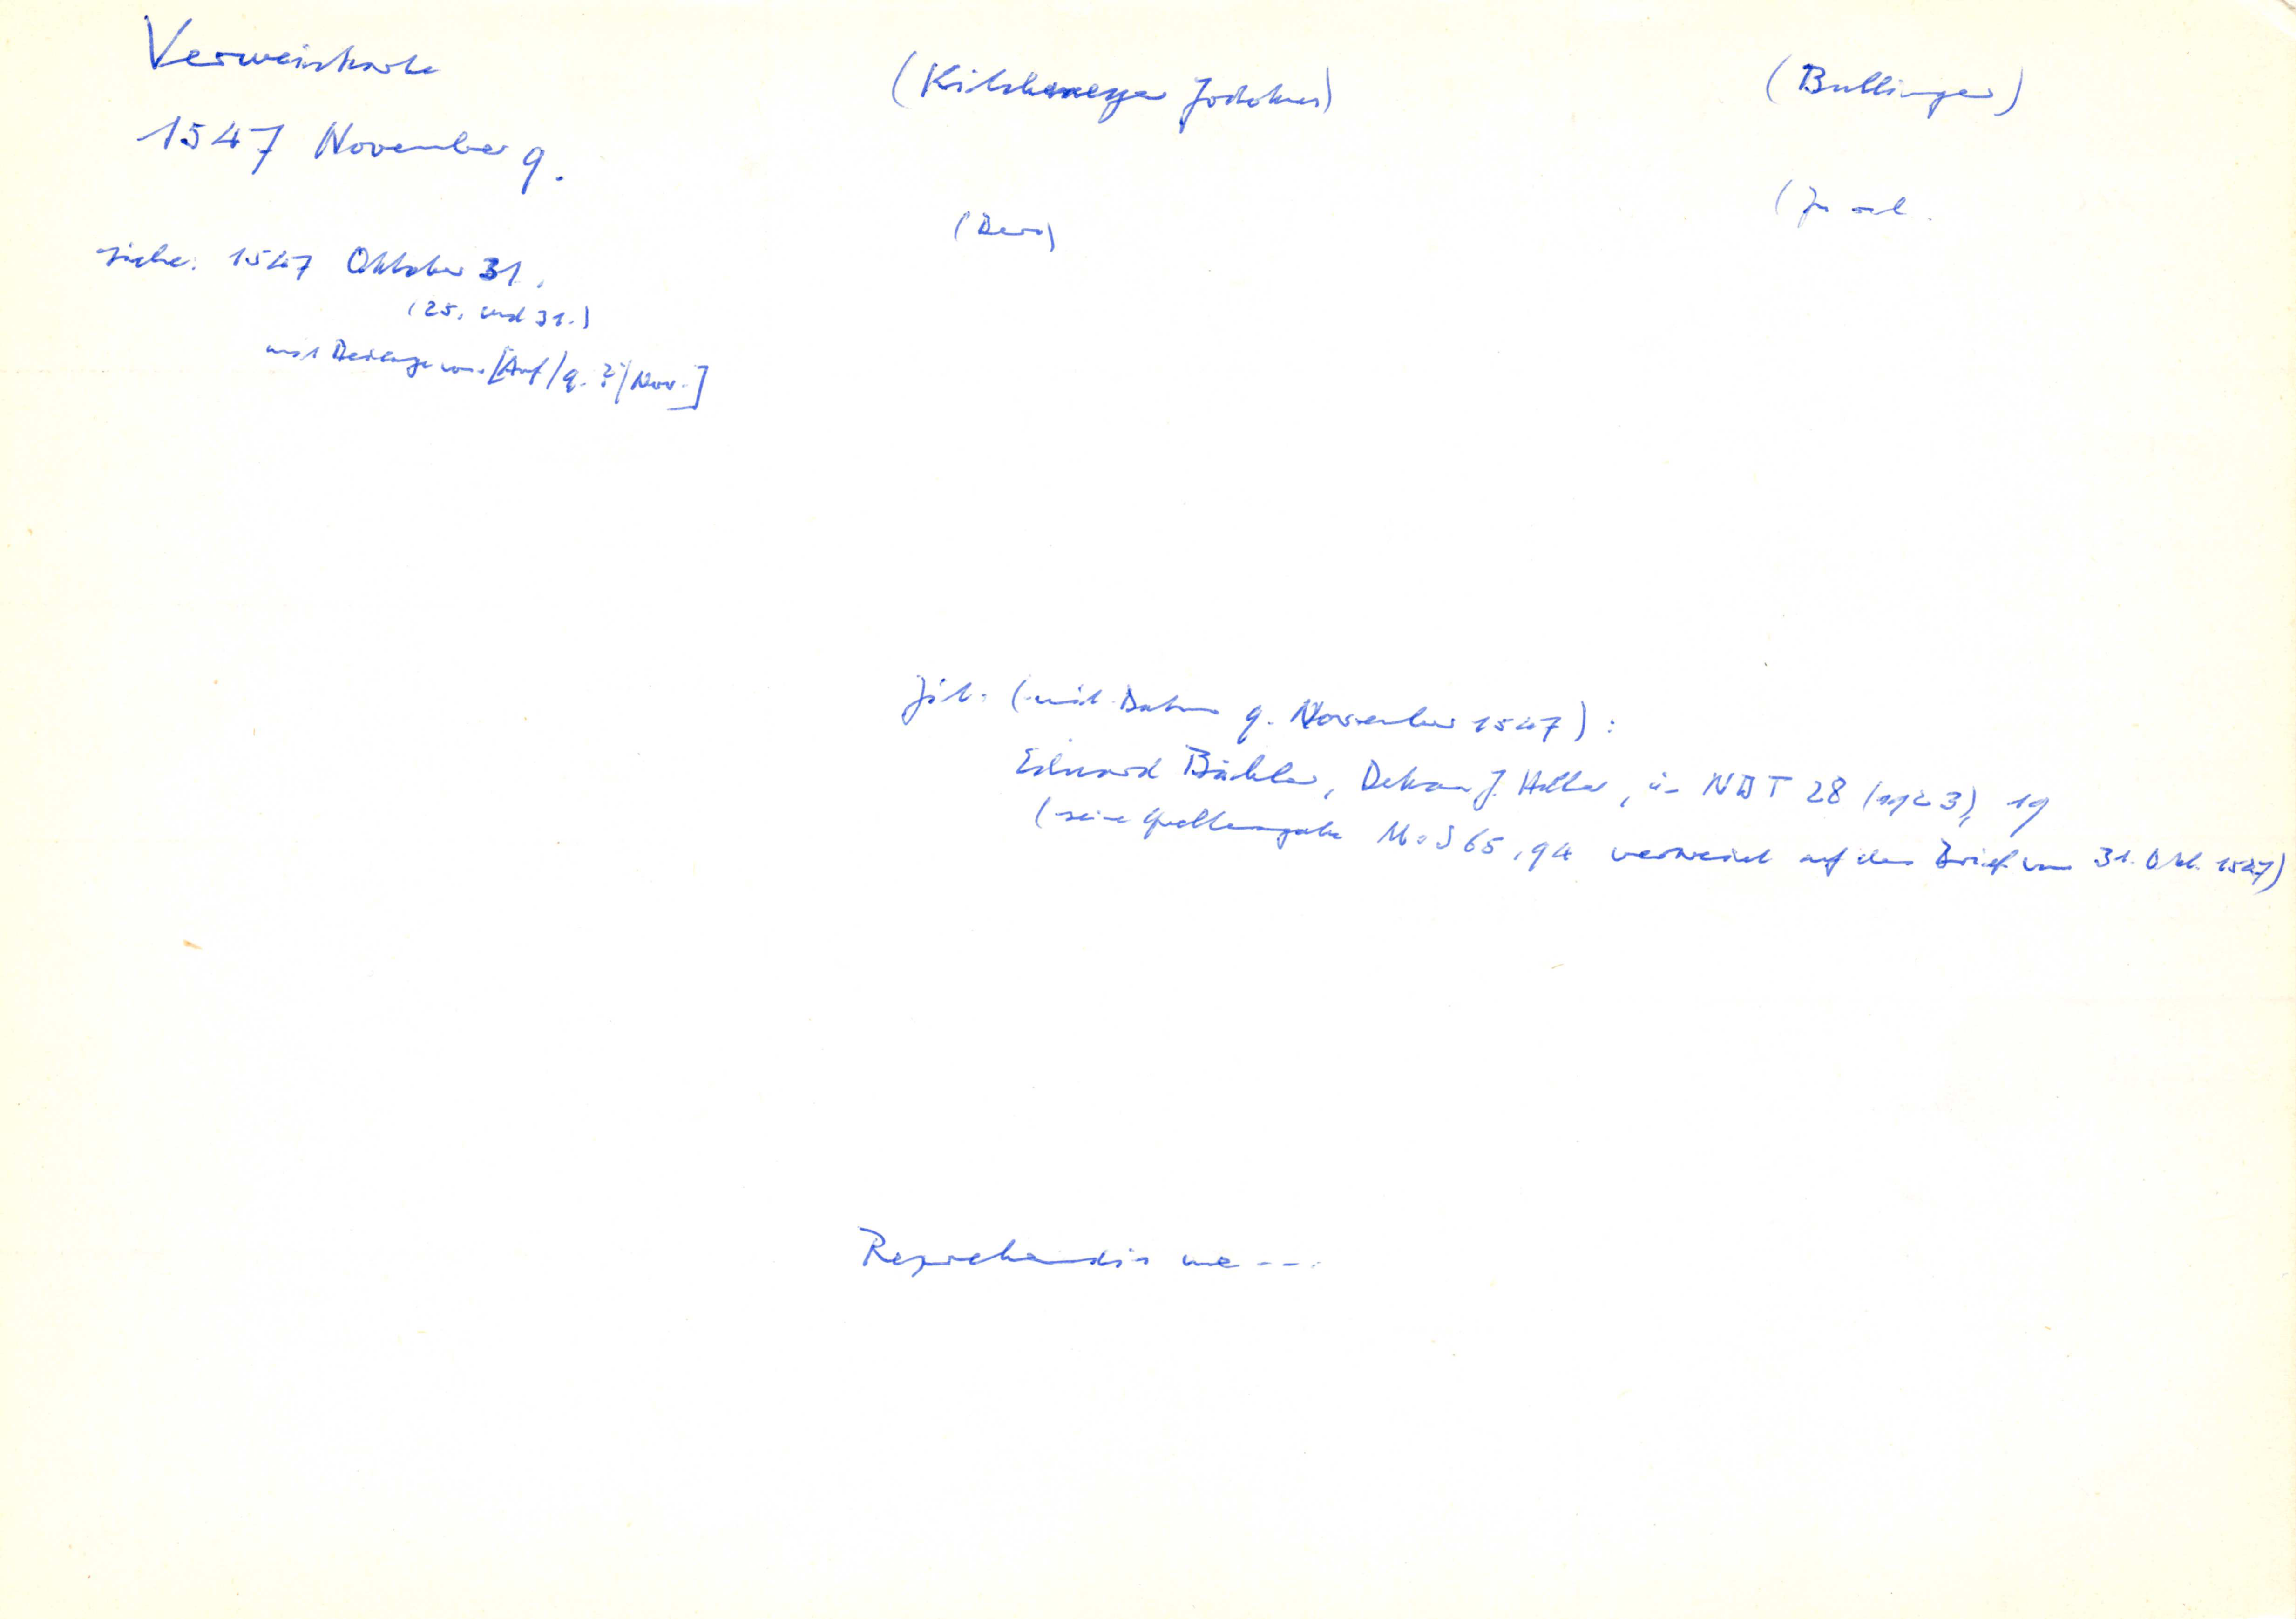 Verweiskarte
1547 November 9.
siehe: 1547 Oktober 31.
(25. und 31.)
mit Beilage von [Anf/9.?/Nov.]
(Kilchmeyer Jodokus)
(Bern)
(Bullinger)
(Zürich
Zit. (mit Datum 9. November 1547):
Eduard Bähler, Dekan J. Haller, in NBT 28 (1923), 19
(seine Quellenangabe Ms S 65, 94 verweist auf den Brief vom 31. Okt. 1547)
Reprehendis me ---